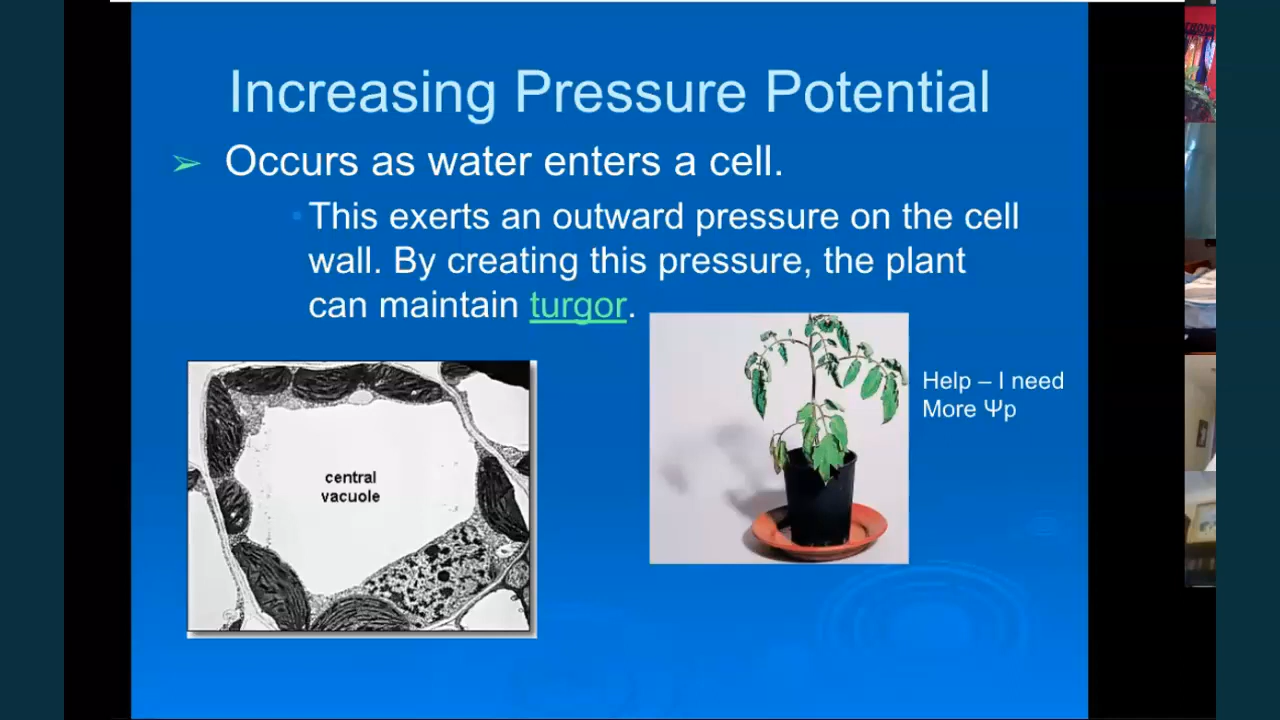 Increasing Pressure Potential
➢ Occurs as water enters a cell.
▪ This exerts an outward pressure on the cell
wall. By creating this pressure, the plant
can maintain turgor.
central
vacuole
Help – I need
More Ψp